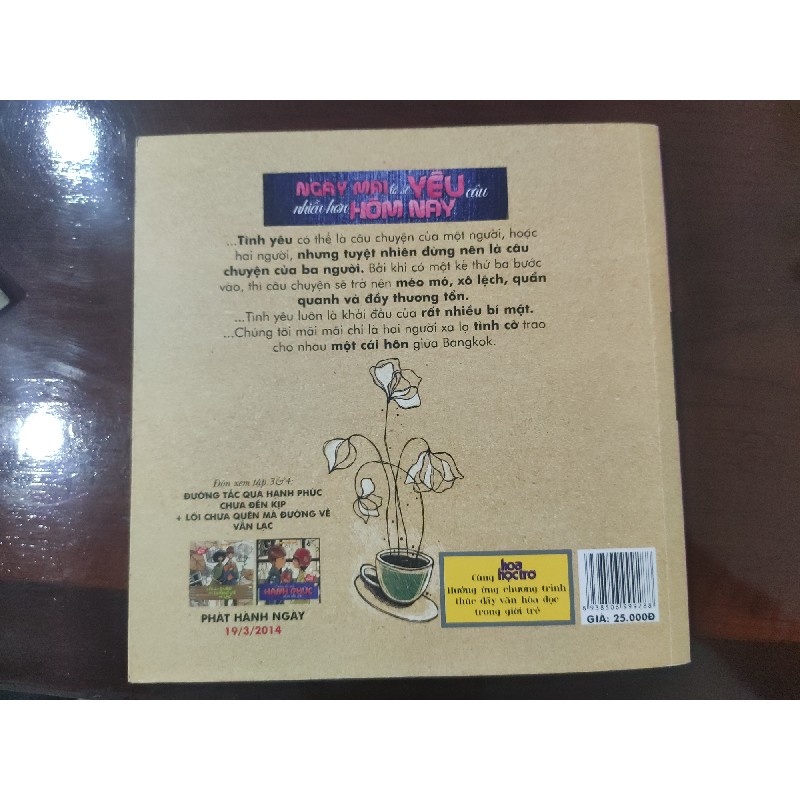 NGÀY MAI tớ sẽ YÊU cậu
nhiều hơn HÔM NAY
...Tình yêu có thể là câu chuyện của một người, hoặc
hai người, nhưng tuyệt nhiên đừng nên là câu
chuyện của ba người. Bởi khi có một kẻ thứ ba bước
vào, thì câu chuyện sẽ trở nên méo mó, xô lệch, quẩn
quanh và đầy thương tổn.
...Tình yêu luôn là khởi đầu của rất nhiều bí mật.
...Chúng tôi mãi mãi chỉ là hai người xa lạ tình cờ trao
cho nhau một cái hôn giữa Bangkok.
Đón xem tập 3&4:
ĐƯỜNG TẮC QUA HẠNH PHÚC
CHƯA ĐẾN KỊP
+ LỐI CHƯA QUÊN MÀ ĐƯỜNG VỀ
VẪN LẠC
HẠNH PHÚC
PHÁT HÀNH NGÀY
19/3/2014
Cùng hoa học trò
Hưởng ứng chương trình
thúc đẩy văn hóa đọc
trong giới trẻ
GIÁ: 25.000Đ